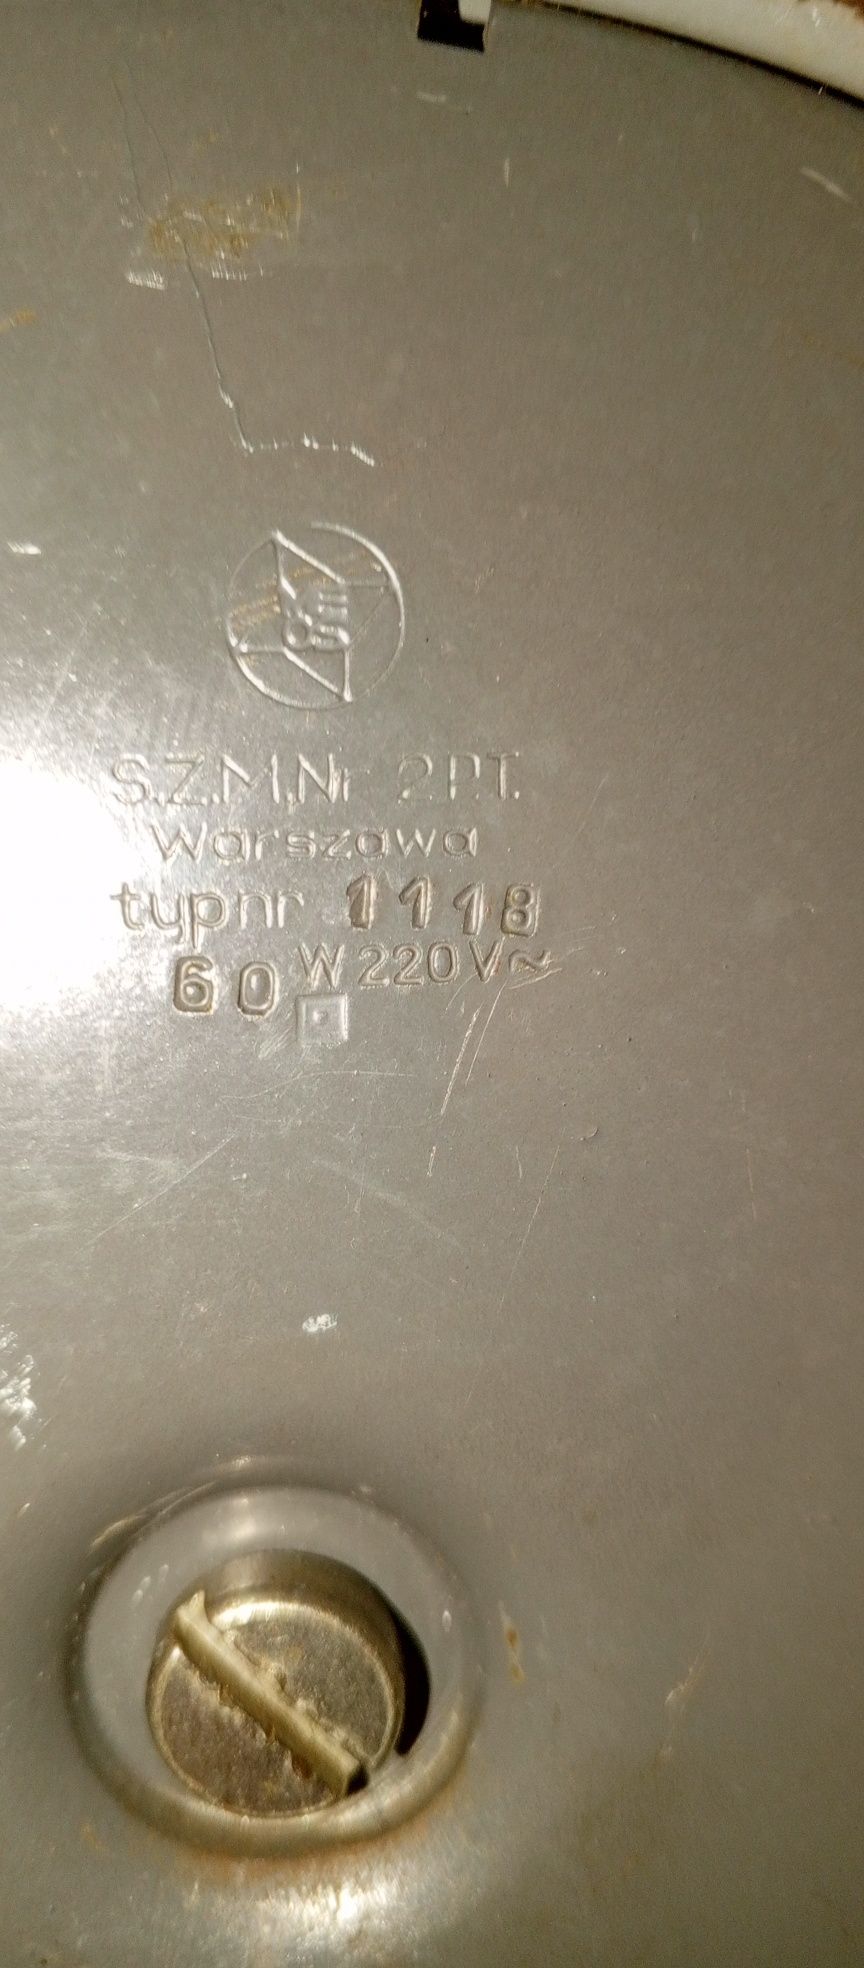 S.Z.M.Nr 2 P.T.
Warszawa
typ nr 1118
60 W 220 V ~